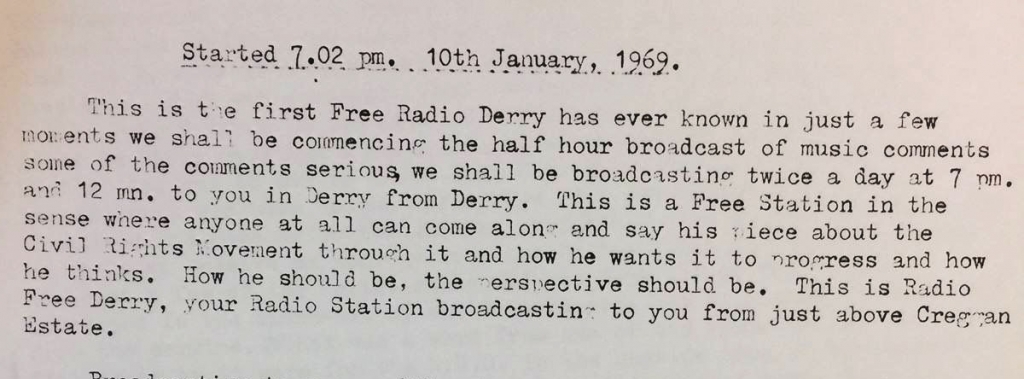 Started 7.02 pm. 10th January, 1969.
This is the first Free Radio Derry has ever known in just a few
moments we shall be commencing the half hour broadcast of music comments
some of the comments serious, we shall be broadcasting twice a day at 7 pm.
and 12 mn. to you in Derry from Derry. This is a Free Station in the
sense where anyone at all can come along and say his piece about the
Civil Rights Movement through it and how he wants it to progress and how
he thinks. How he should be, the perspective should be. This is Radio
Free Derry, your Radio Station broadcasting to you from just above Creggan
Estate.